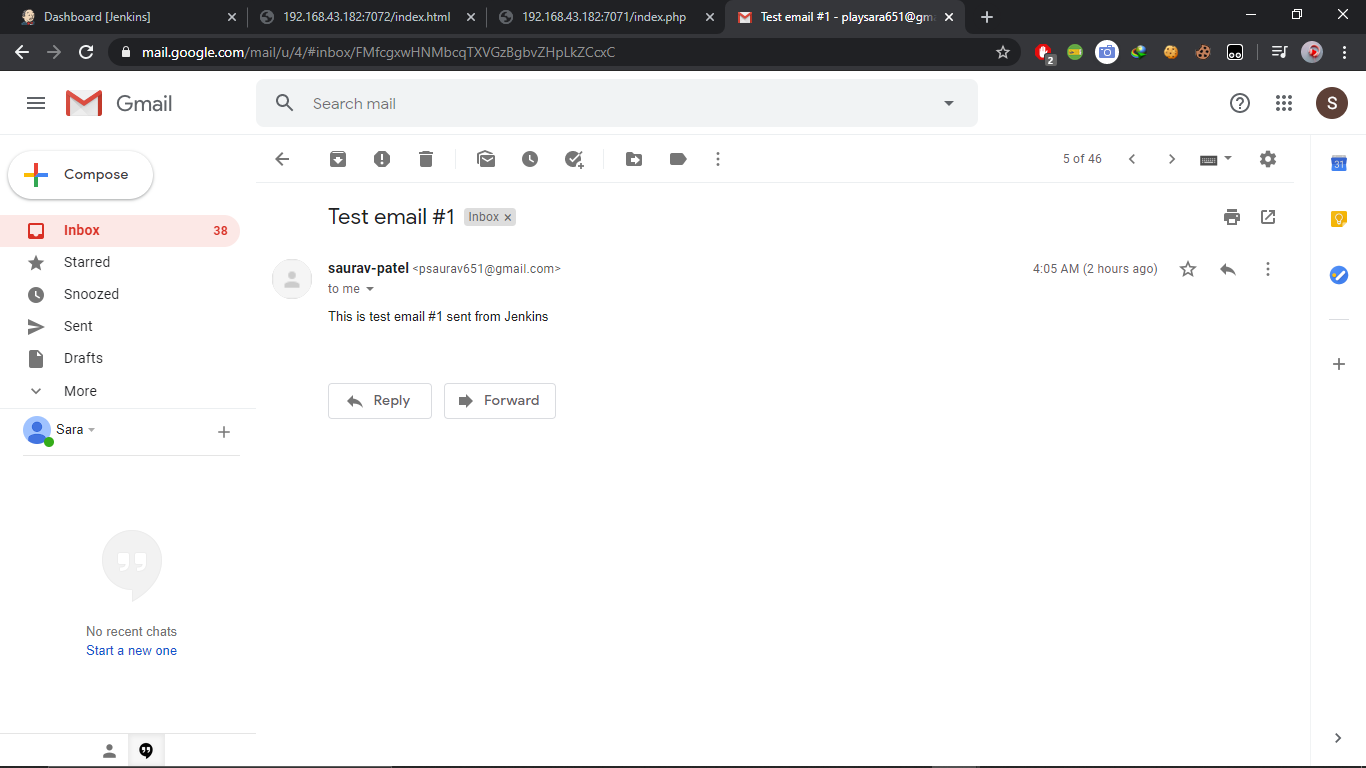 Dashboard [Jenkins]
192.168.43.182:7072/index.html
192.168.43.182:7071/index.php
Test email #1 - playsara651@gma
mail.google.com/mail/u/4/#inbox/FMfcgxwHNMbcqTXVGzBgbvZHpLkZCcxC
2
Gmail
Search mail
S
Compose
5 of 46
31
Test email #1 Inbox x
Inbox 38
Starred
saurav-patel <psaurav651@gmail.com> 4:05 AM (2 hours ago)
to me
Snoozed
This is test email #1 sent from Jenkins
Sent
Drafts
More
Reply Forward
Sara
No recent chats
Start a new one